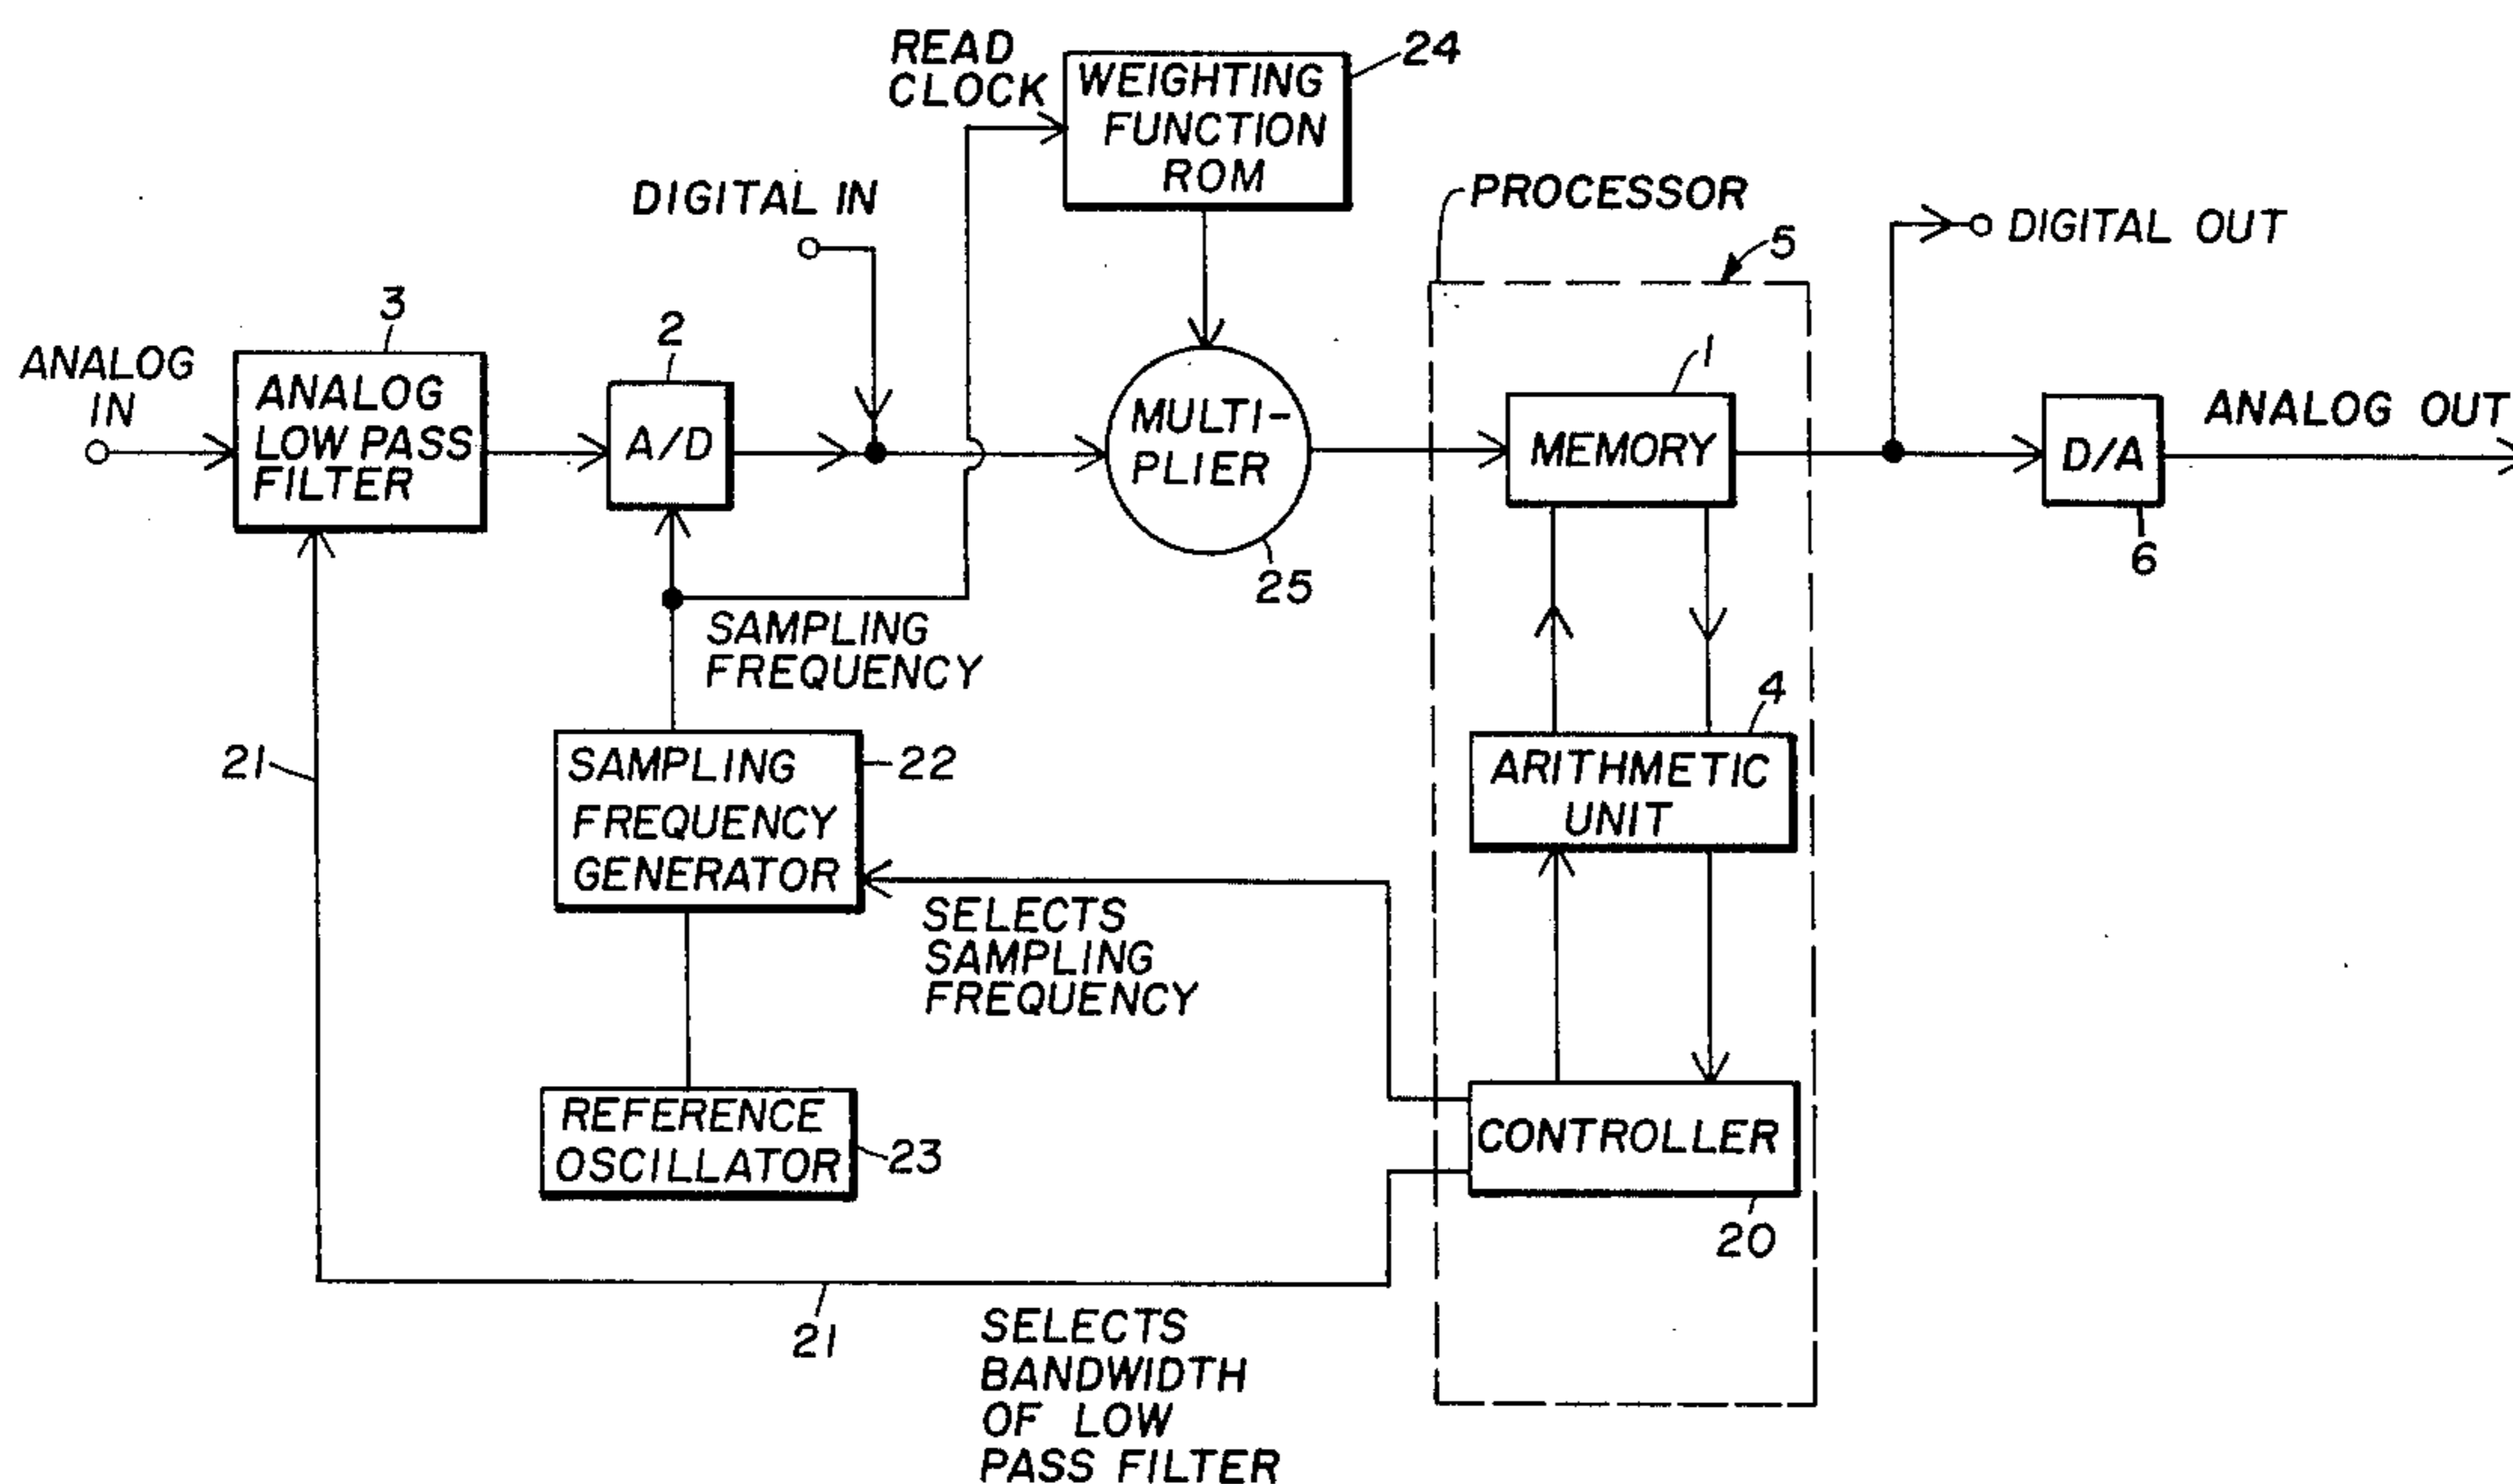 READ
CLOCK
24
WEIGHTING
FUNCTION
ROM
DIGITAL IN
PROCESSOR
5
DIGITAL OUT
3
2
1
ANALOG
IN
ANALOG
LOW PASS
FILTER
A/D
MULTI-
PLIER
25
MEMORY
D/A
6
ANALOG OUT
SAMPLING
FREQUENCY
21
SAMPLING
FREQUENCY
GENERATOR
22
4
ARITHMETIC
UNIT
SELECTS
SAMPLING
FREQUENCY
REFERENCE
OSCILLATOR
23
CONTROLLER
20
21
SELECTS
BANDWIDTH
OF LOW
PASS FILTER